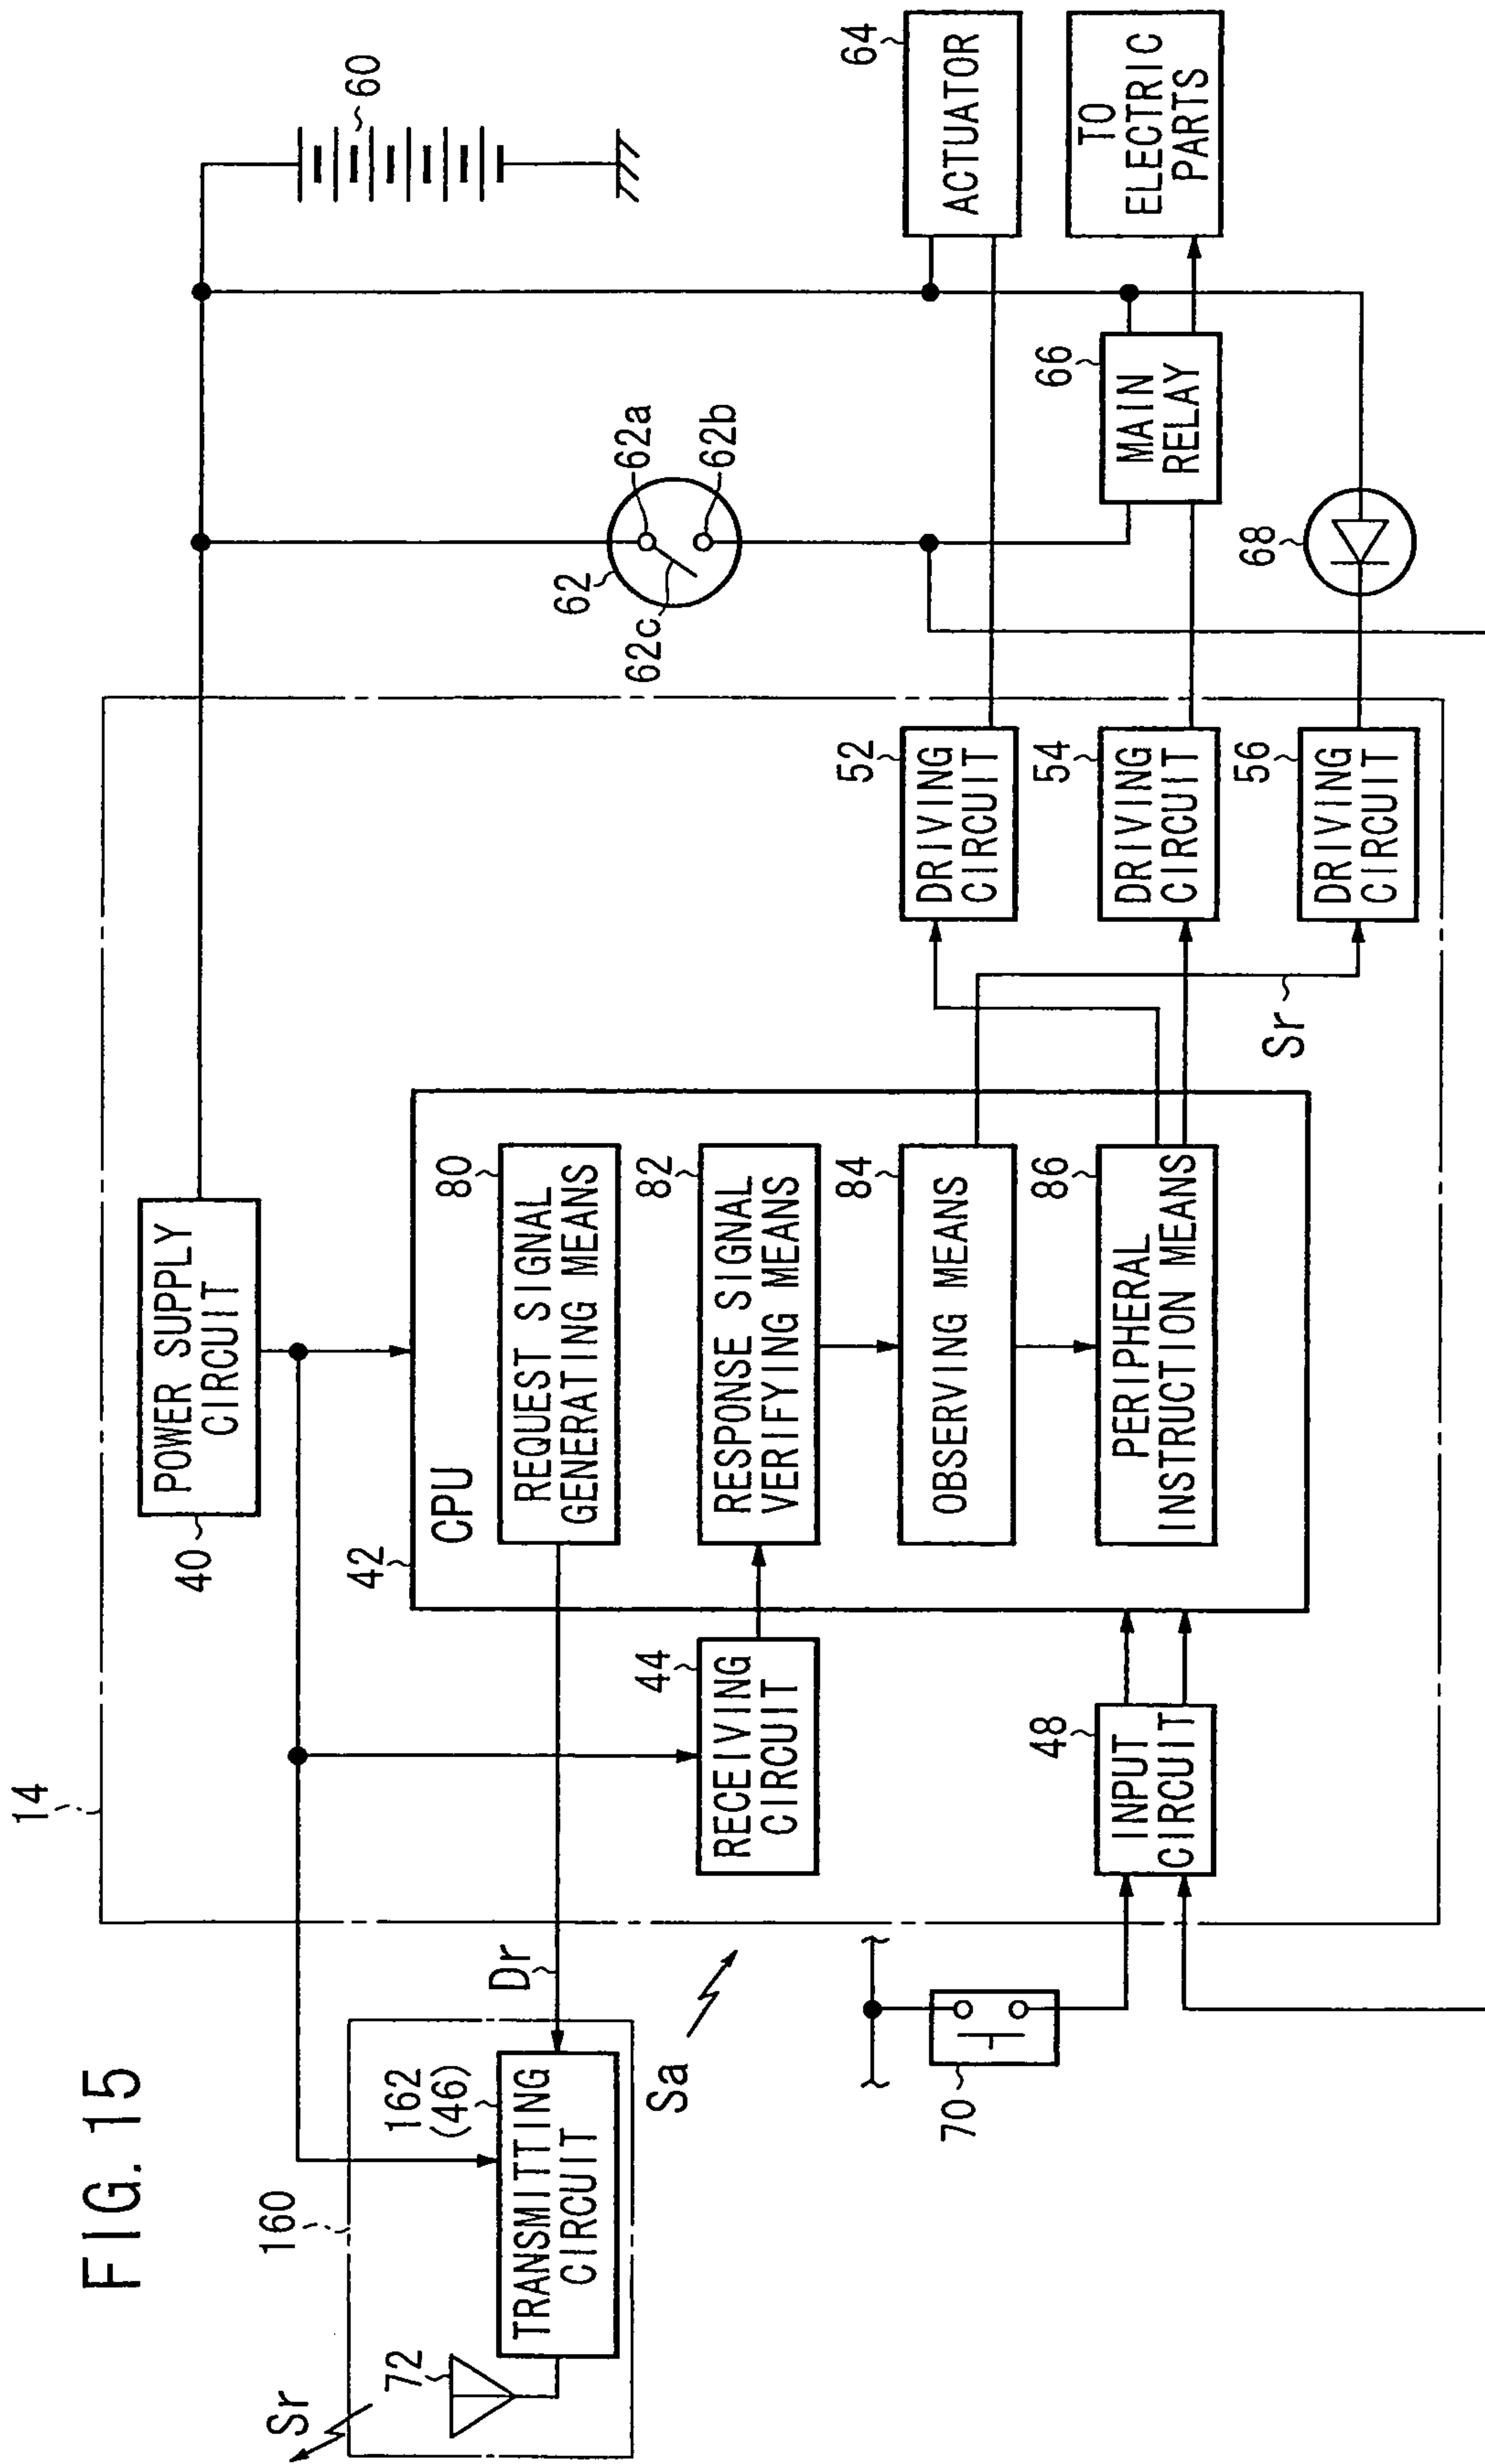 FIG. 15
14
160
Sr
72
162
(46)
TRANSMITTING
CIRCUIT
Dr
Sa
40
POWER SUPPLY
CIRCUIT
42
CPU
80
REQUEST SIGNAL
GENERATING MEANS
44
RECEIVING
CIRCUIT
82
RESPONSE SIGNAL
VERIFYING MEANS
84
OBSERVING MEANS
86
PERIPHERAL
INSTRUCTION MEANS
48
INPUT
CIRCUIT
70
Sr
52
DRIVING
CIRCUIT
54
DRIVING
CIRCUIT
56
DRIVING
CIRCUIT
60
62
62a
62b
62c
64
ACTUATOR
66
MAIN
RELAY
TO
ELECTRIC
PARTS
68